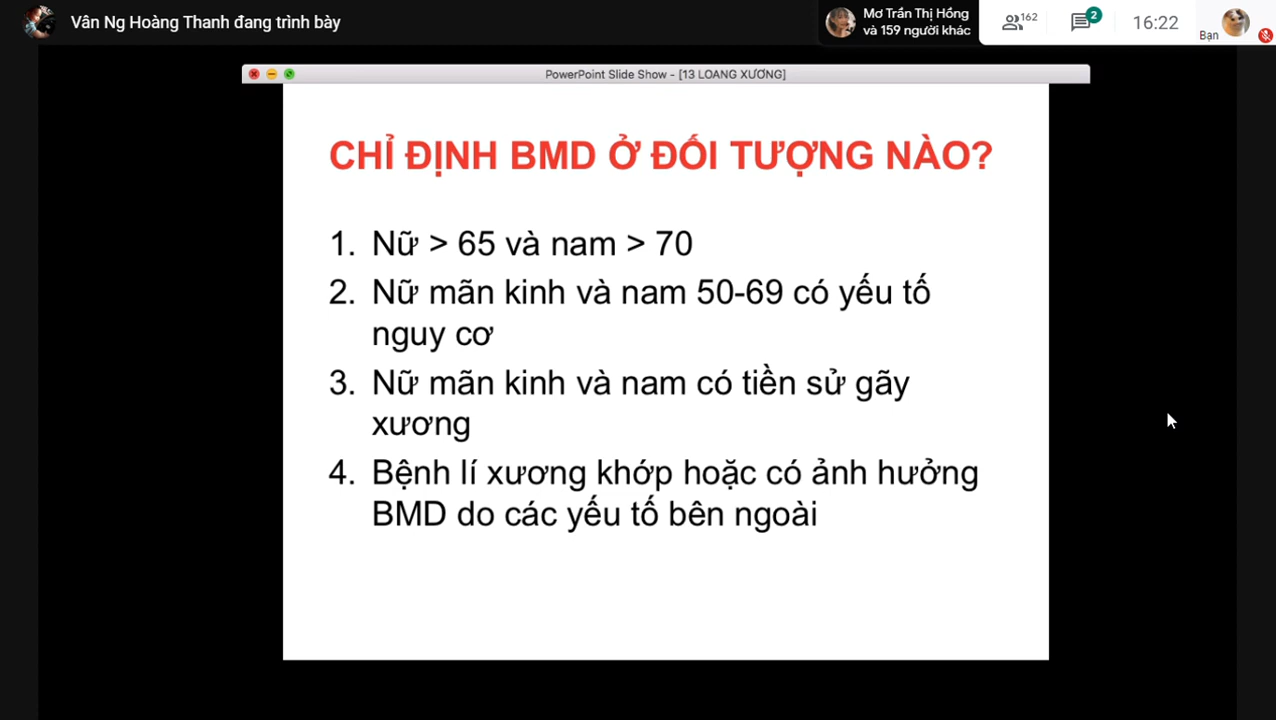 Vân Ng Hoàng Thanh đang trình bày
Mơ Trần Thị Hồng
và 159 người khác
162
2
16:22
Bạn
PowerPoint Slide Show - [13 LOANG XƯƠNG]
CHỈ ĐỊNH BMD Ở ĐỐI TƯỢNG NÀO?
1. Nữ > 65 và nam > 70
2. Nữ mãn kinh và nam 50-69 có yếu tố
nguy cơ
3. Nữ mãn kinh và nam có tiền sử gãy
xương
4. Bệnh lí xương khớp hoặc có ảnh hưởng
BMD do các yếu tố bên ngoài